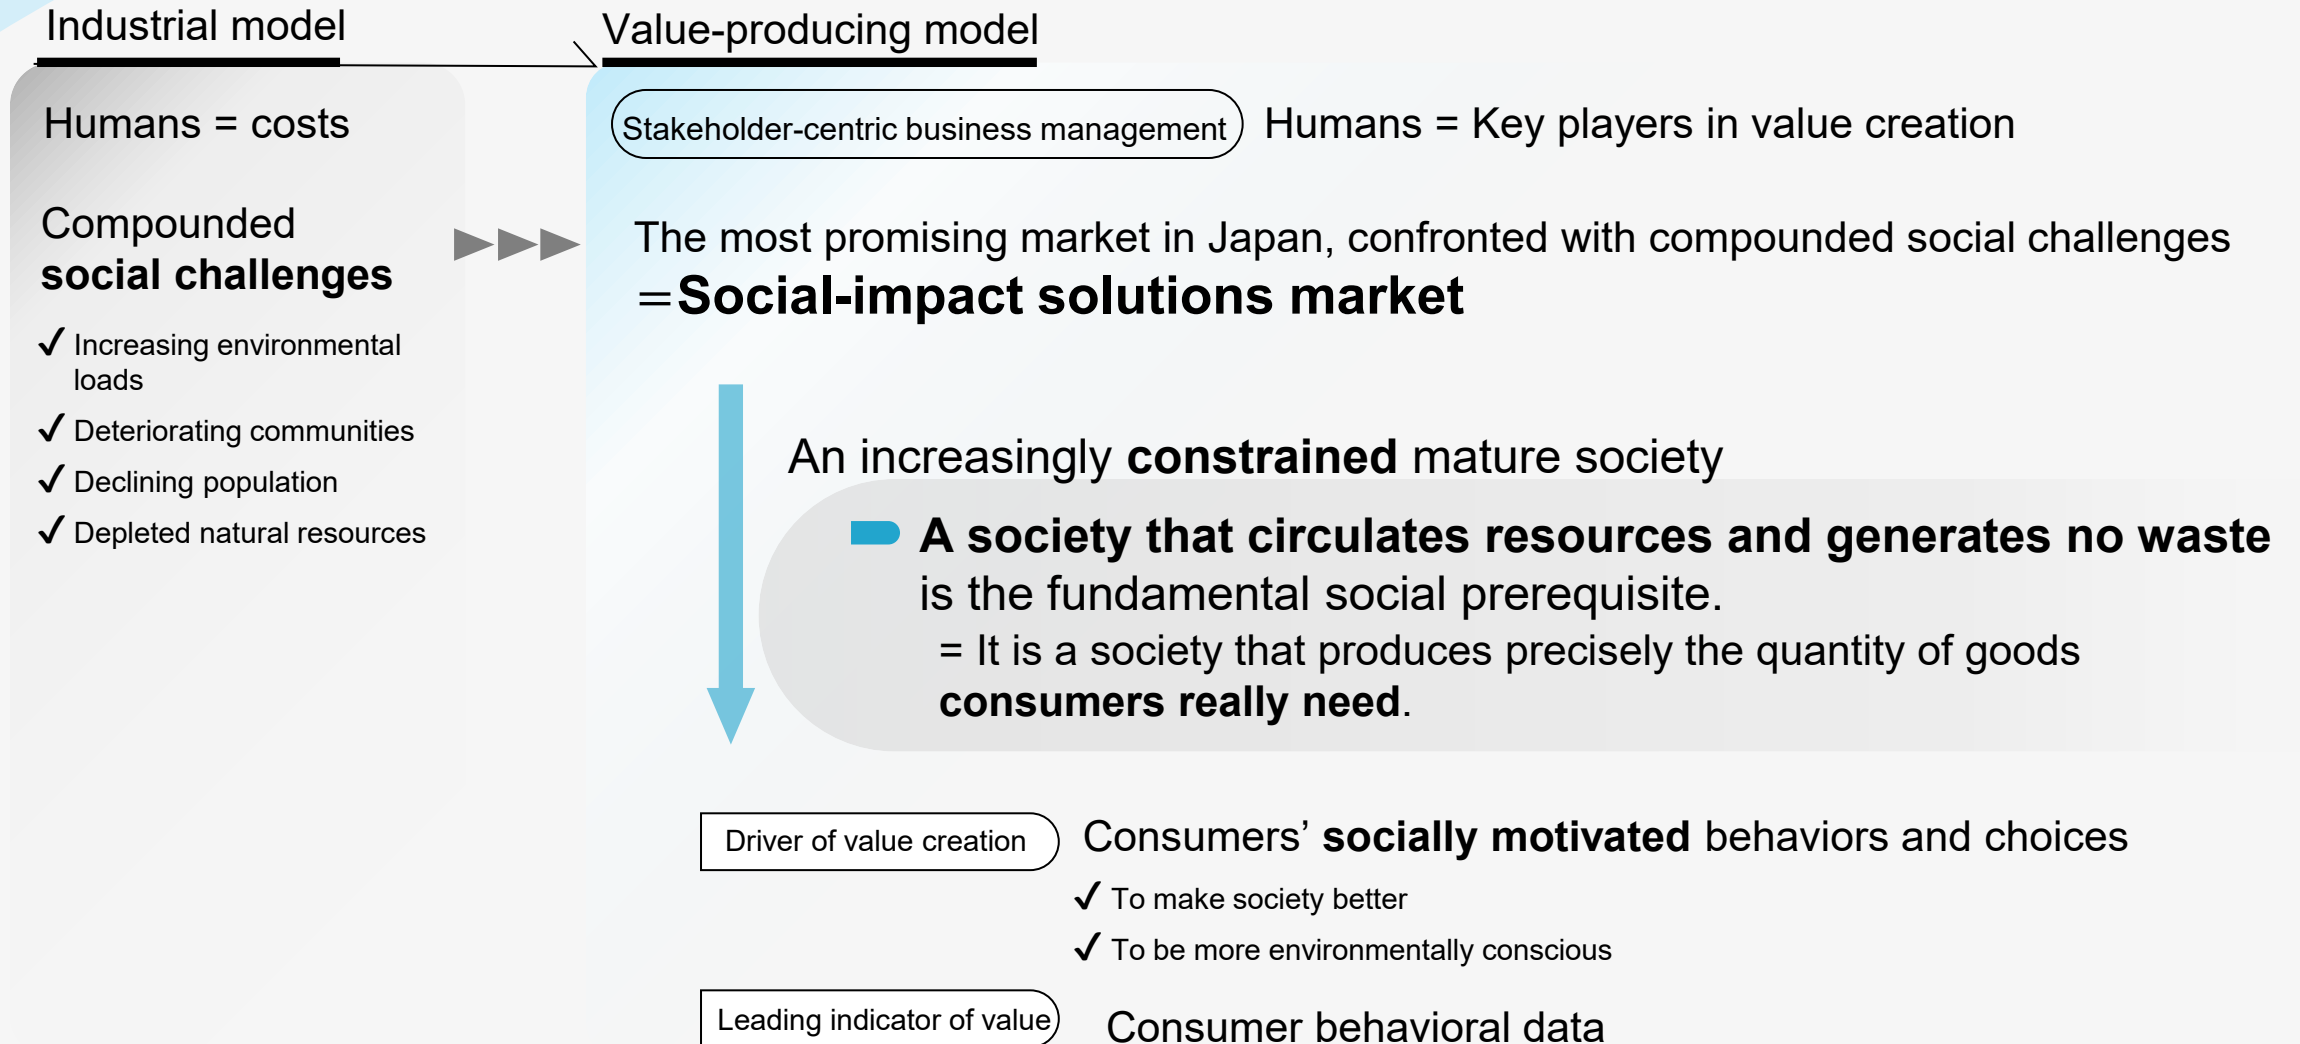 Industrial model
Humans = costs
Compounded
social challenges
✓ Increasing environmental
loads
✓ Deteriorating communities
✓ Declining population
✓ Depleted natural resources
Value-producing model
Stakeholder-centric business management
Humans = Key players in value creation
The most promising market in Japan, confronted with compounded social challenges
=Social-impact solutions market
An increasingly constrained mature society
A society that circulates resources and generates no waste
is the fundamental social prerequisite.
= It is a society that produces precisely the quantity of goods
consumers really need.
Driver of value creation
Consumers’ socially motivated behaviors and choices
✓ To make society better
✓ To be more environmentally conscious
Leading indicator of value
Consumer behavioral data